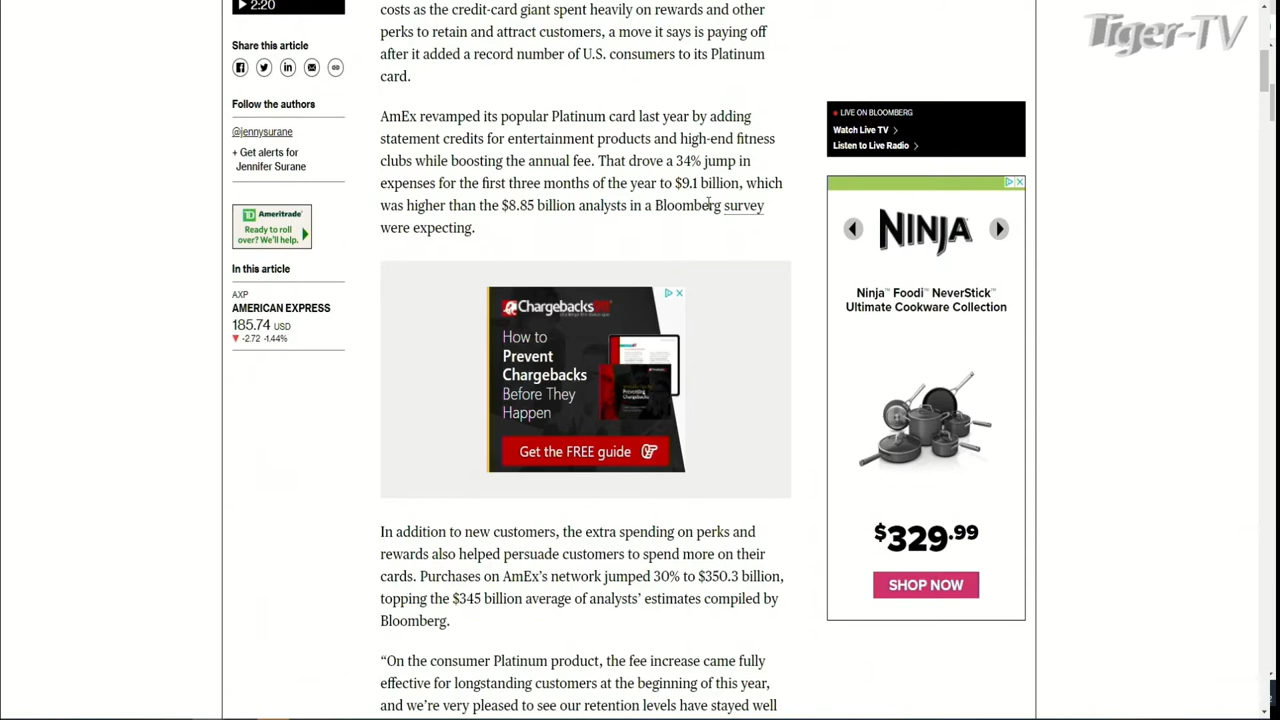 2:20
Share this article
Follow the authors
@jennysurane
+ Get alerts for
Jennifer Surane
TD Ameritrade
Ready to roll
over? We'll help.
In this article
AXP
AMERICAN EXPRESS
185.74 USD
-2.72 -1.44%
costs as the credit-card giant spent heavily on rewards and other
perks to retain and attract customers, a move it says is paying off
after it added a record number of U.S. consumers to its Platinum
card.
AmEx revamped its popular Platinum card last year by adding
statement credits for entertainment products and high-end fitness
clubs while boosting the annual fee. That drove a 34% jump in
expenses for the first three months of the year to $9.1 billion, which
was higher than the $8.85 billion analysts in a Bloomberg survey
were expecting.
Chargebacks911
How to
Prevent
Chargebacks
Before They
Happen
Get the FREE guide
In addition to new customers, the extra spending on perks and
rewards also helped persuade customers to spend more on their
cards. Purchases on AmEx's network jumped 30% to $350.3 billion,
topping the $345 billion average of analysts' estimates compiled by
Bloomberg.
“On the consumer Platinum product, the fee increase came fully
effective for longstanding customers at the beginning of this year,
and we're very pleased to see our retention levels have stayed well
Tiger-TV
LIVE ON BLOOMBERG
Watch Live TV
Listen to Live Radio
NINJA
Ninja™ Foodi™ NeverStick™
Ultimate Cookware Collection
$329.99
SHOP NOW